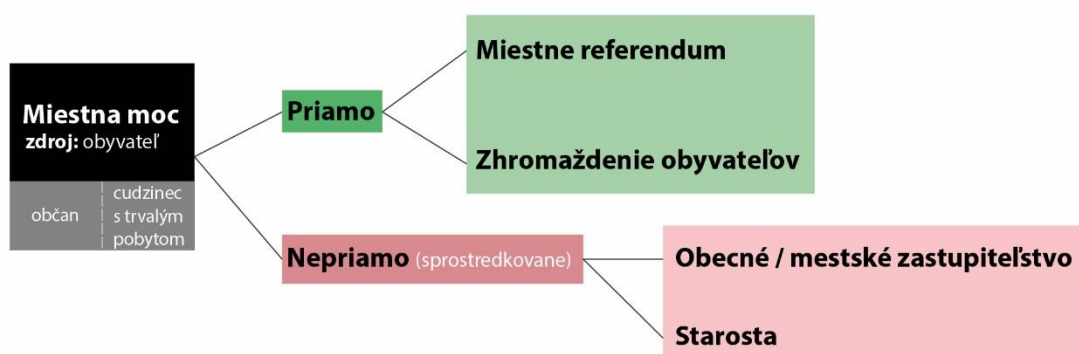 Miestna moc
zdroj: obyvateľ
občan
cudzinec
s trvalým
pobytom
Priamo
Miestne referendum
Zhromaždenie obyvateľov
Nepriamo (sprostredkovane)
Obecné / mestské zastupiteľstvo
Starosta